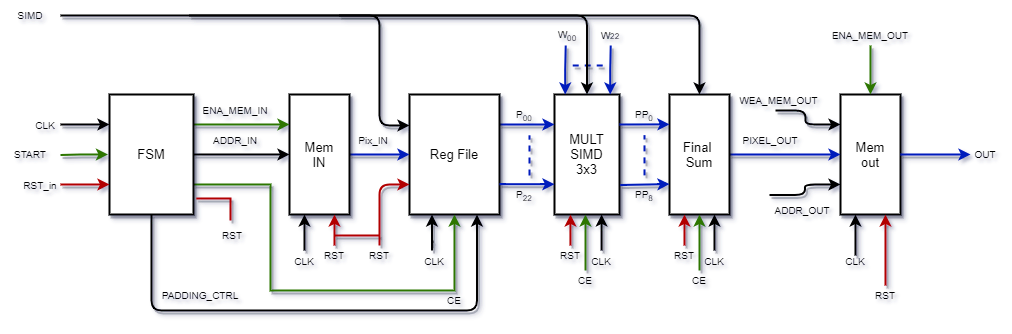 SIMD
W00
W22
ENA_MEM_OUT
ENA_MEM_IN
WEA_MEM_OUT
CLK
ADDR_IN
Pix_IN
P00
PP0
PIXEL_OUT
START
FSM
Mem
IN
Reg File
MULT
SIMD
3x3
Final
Sum
Mem
out
OUT
RST_in
P22
PP8
ADDR_OUT
RST
CLK
RST
RST
CLK
RST
CLK
RST
CLK
CLK
CE
CE
PADDING_CTRL
CE
RST